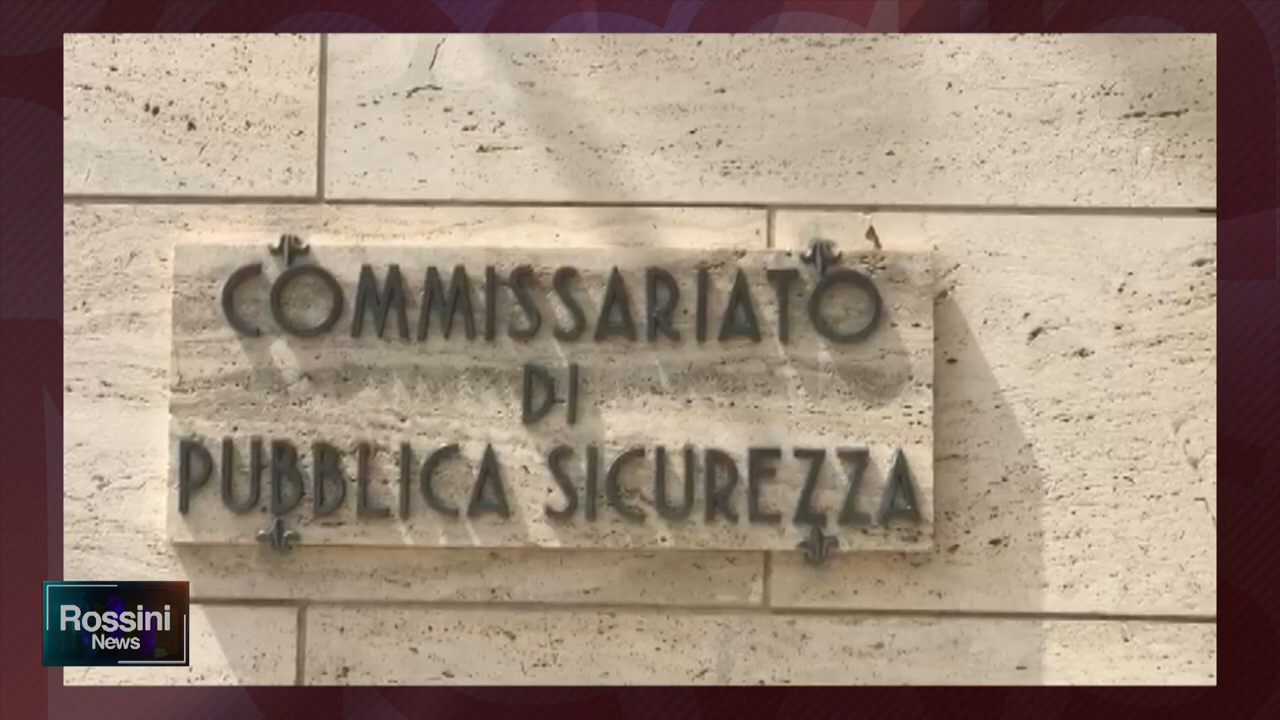 COMMISSARIATO
DI
PUBBLICA SICUREZZA
Rossini
News